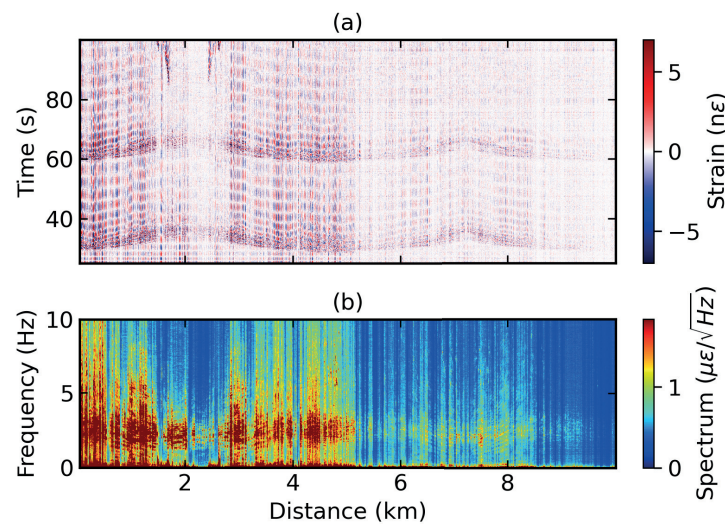 (a)
80
60
40
Time (s)
5
0
−5
Strain (nε)
(b)
10
5
0
Frequency (Hz)
2
4
6
8
Distance (km)
1
0
Spectrum (με/√Hz)